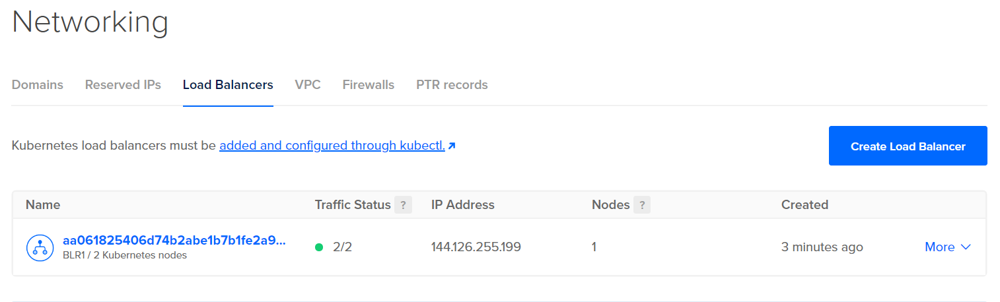 Networking
Domains Reserved IPs Load Balancers VPC Firewalls PTR records
Kubernetes load balancers must be added and configured through kubectl.
Create Load Balancer
Name Traffic Status ? IP Address Nodes ? Created
aa061825406d74b2abe1b7b1fe2a9... 2/2 144.126.255.199 1 3 minutes ago More
BLR1 / 2 Kubernetes nodes